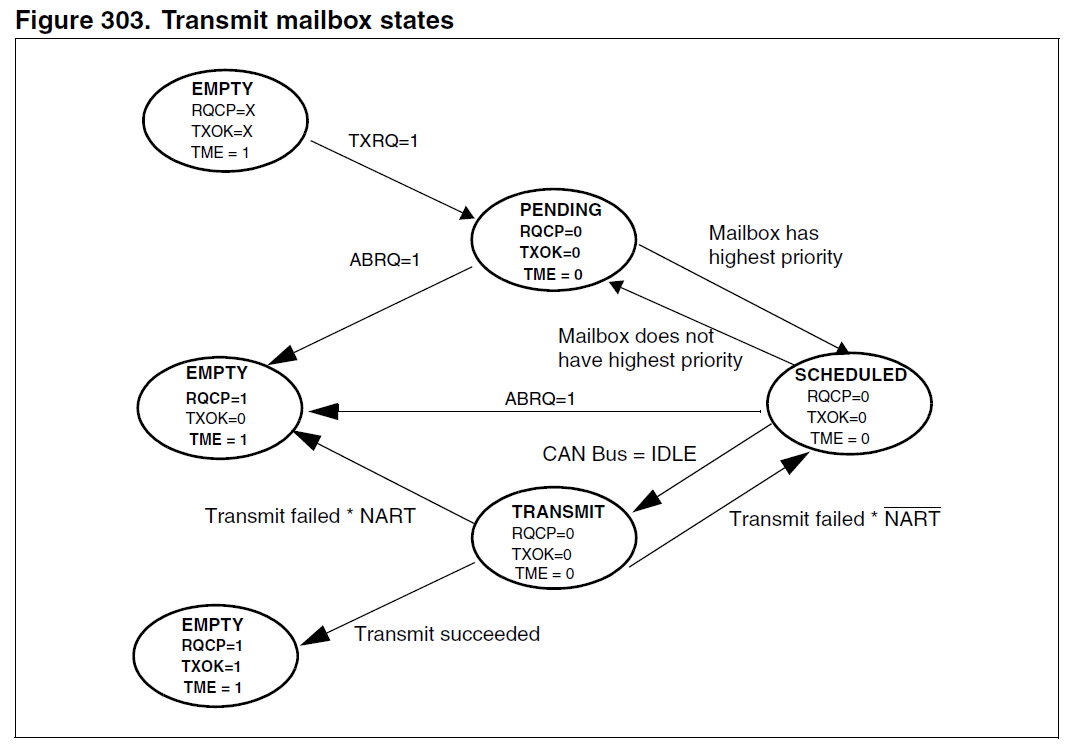 Figure 303. Transmit mailbox states
EMPTY
RQCP=X
TXOK=X
TME = 1
TXRQ=1
PENDING
RQCP=0
TXOK=0
TME = 0
Mailbox has
highest priority
ABRQ=1
Mailbox does not
have highest priority
EMPTY
RQCP=1
TXOK=0
TME = 1
SCHEDULED
RQCP=0
TXOK=0
TME = 0
ABRQ=1
CAN Bus = IDLE
Transmit failed * NART
TRANSMIT
RQCP=0
TXOK=0
TME = 0
Transmit failed * N̅A̅R̅T̅
EMPTY
RQCP=1
TXOK=1
TME = 1
Transmit succeeded